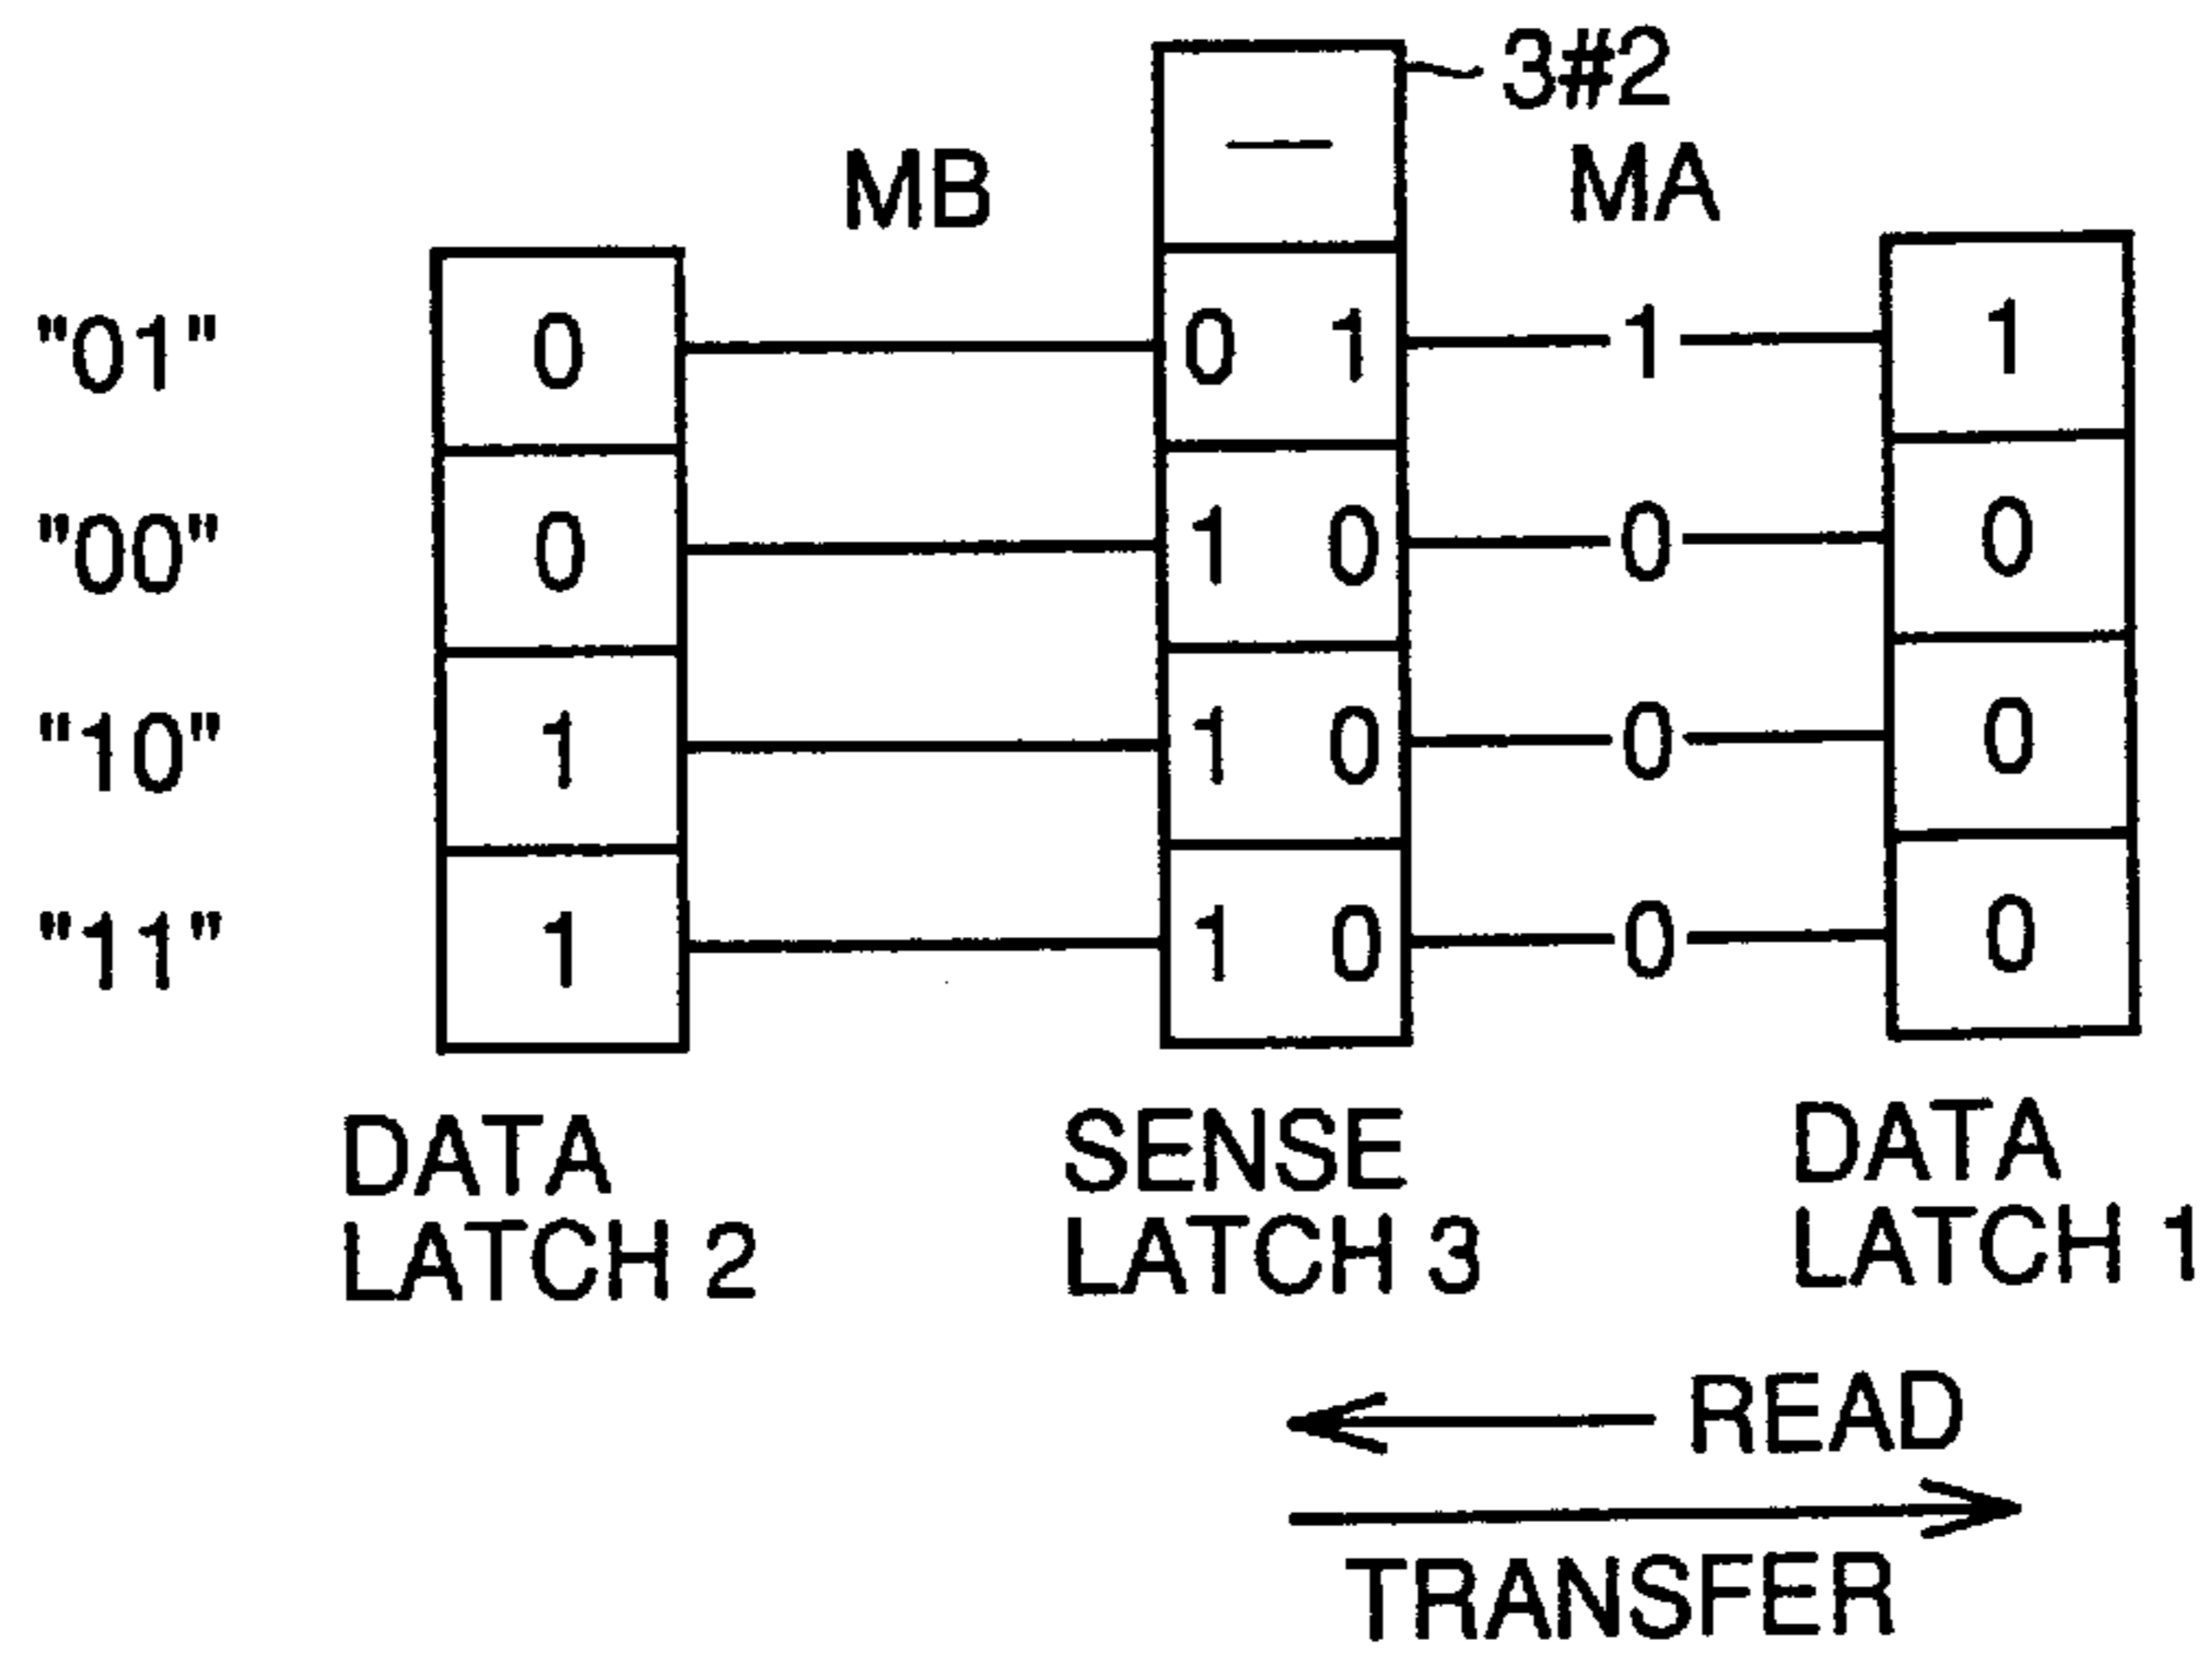 3#2
MB — MA
"01" 0 0 1 1 1
"00" 0 1 0 0 0
"10" 1 1 0 0 0
"11" 1 1 0 0 0
DATA SENSE DATA
LATCH 2 LATCH 3 LATCH 1
READ
TRANSFER